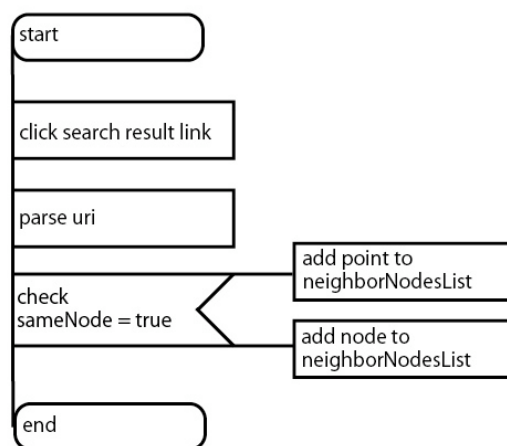 start
click search result link
parse uri
check
sameNode = true
add point to
neighborNodesList
add node to
neighborNodesList
end